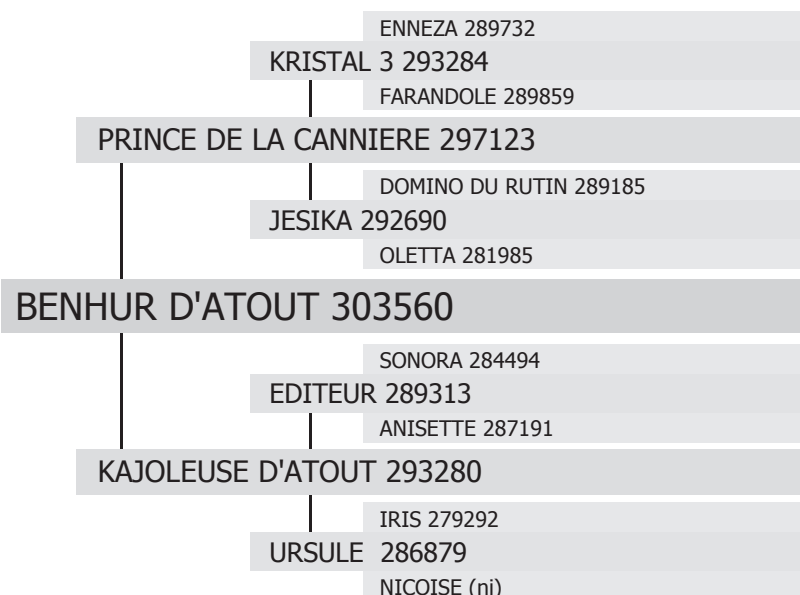 ENNEZA 289732
KRISTAL 3 293284
FARANDOLE 289859
PRINCE DE LA CANNIERE 297123
DOMINO DU RUTIN 289185
JESIKA 292690
OLETTA 281985
BENHUR D'ATOUT 303560
SONORA 284494
EDITEUR 289313
ANISETTE 287191
KAJOLEUSE D'ATOUT 293280
IRIS 279292
URSULE 286879
NICOISE (ni)